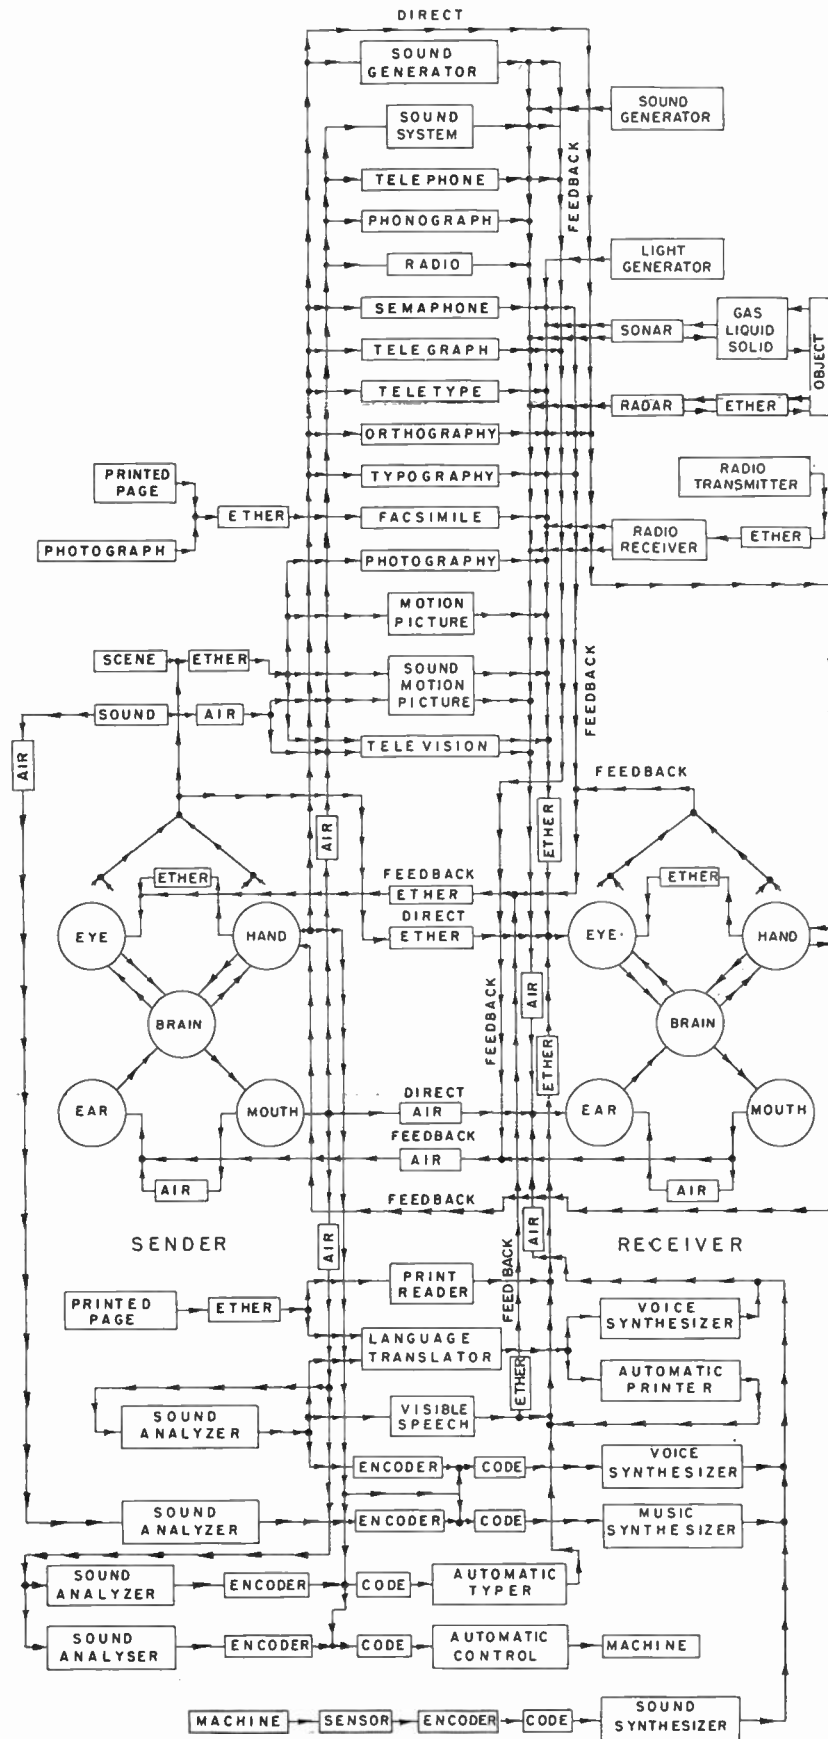 DIRECT
SOUND
GENERATOR
SOUND
GENERATOR
SOUND
SYSTEM
FEEDBACK
TELEPHONE
PHONOGRAPH
LIGHT
GENERATOR
RADIO
SEMAPHONE
GAS
LIQUID
SOLID
SONAR
OBJECT
TELEGRAPH
TELETYPE
RADAR
ETHER
ORTHOGRAPHY
PRINTED
PAGE
TYPOGRAPHY
RADIO
TRANSMITTER
ETHER
FACSIMILE
RADIO
RECEIVER
ETHER
PHOTOGRAPH
PHOTOGRAPHY
MOTION
PICTURE
SCENE
ETHER
SOUND
MOTION
PICTURE
FEEDBACK
SOUND
AIR
AIR
TELEVISION
FEEDBACK
AIR
ETHER
ETHER
FEEDBACK
ETHER
ETHER
DIRECT
ETHER
EYE
HAND
EYE
HAND
BRAIN
FEEDBACK
AIR
ETHER
BRAIN
EAR
MOUTH
DIRECT
AIR
EAR
MOUTH
FEEDBACK
AIR
AIR
AIR
FEEDBACK
SENDER
AIR
AIR
RECEIVER
PRINTED
PAGE
ETHER
PRINT
READER
FEEDBACK
VOICE
SYNTHESIZER
LANGUAGE
TRANSLATOR
AUTOMATIC
PRINTER
ETHER
SOUND
ANALYZER
VISIBLE
SPEECH
ENCODER
CODE
VOICE
SYNTHESIZER
SOUND
ANALYZER
ENCODER
CODE
MUSIC
SYNTHESIZER
SOUND
ANALYZER
ENCODER
CODE
AUTOMATIC
TYPER
SOUND
ANALYSER
ENCODER
CODE
AUTOMATIC
CONTROL
MACHINE
MACHINE
SENSOR
ENCODER
CODE
SOUND
SYNTHESIZER